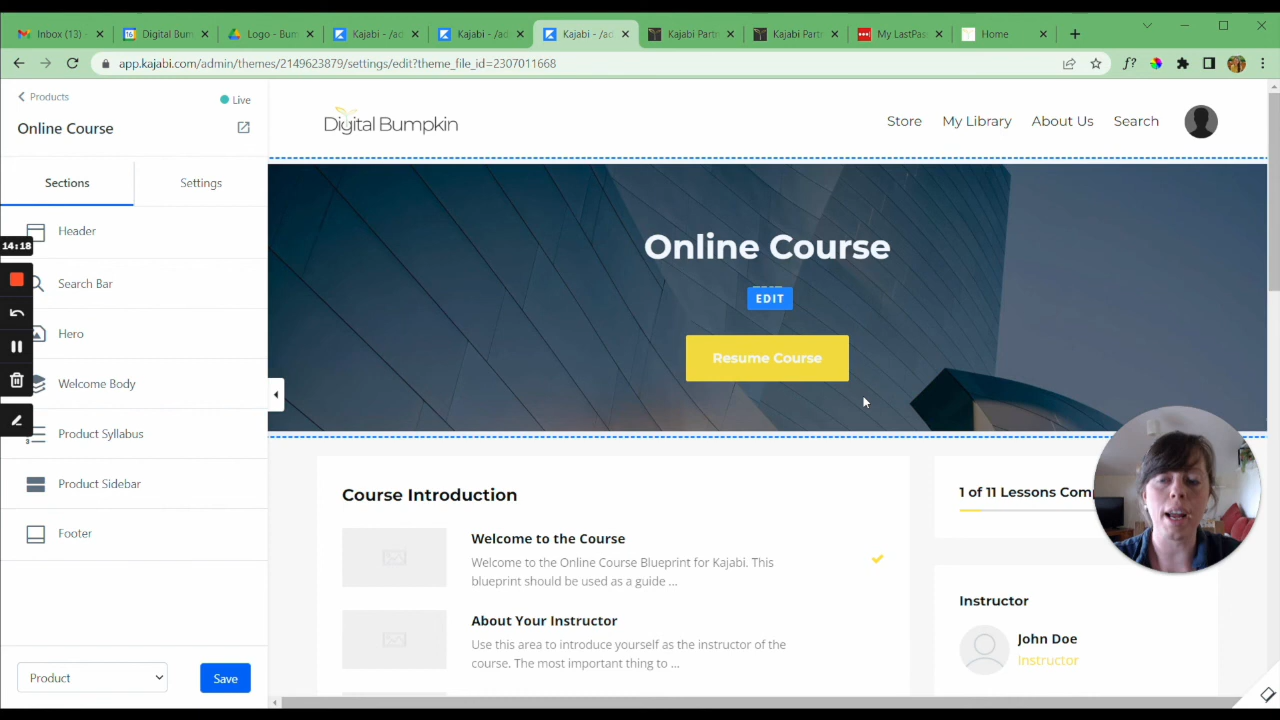 Inbox (13) -
Digital Bum
Logo - Bum
Kajabi - /ad
Kajabi - /ad
Kajabi - /ad
Kajabi Partn
Kajabi Partn
My LastPas
Home
app.kajabi.com/admin/themes/2149623879/settings/edit?theme_file_id=2307011668
f?
Products
Live
Online Course
Sections
Settings
Header
14:18
Search Bar
Hero
Welcome Body
Product Syllabus
Product Sidebar
Footer
Product
Save
Digital Bumpkin
Store
My Library
About Us
Search
Online Course
EDIT
Resume Course
Course Introduction
Welcome to the Course
Welcome to the Online Course Blueprint for Kajabi. This
blueprint should be used as a guide ...
About Your Instructor
Use this area to introduce yourself as the instructor of the
course. The most important thing to ...
1 of 11 Lessons Com
Instructor
John Doe
Instructor